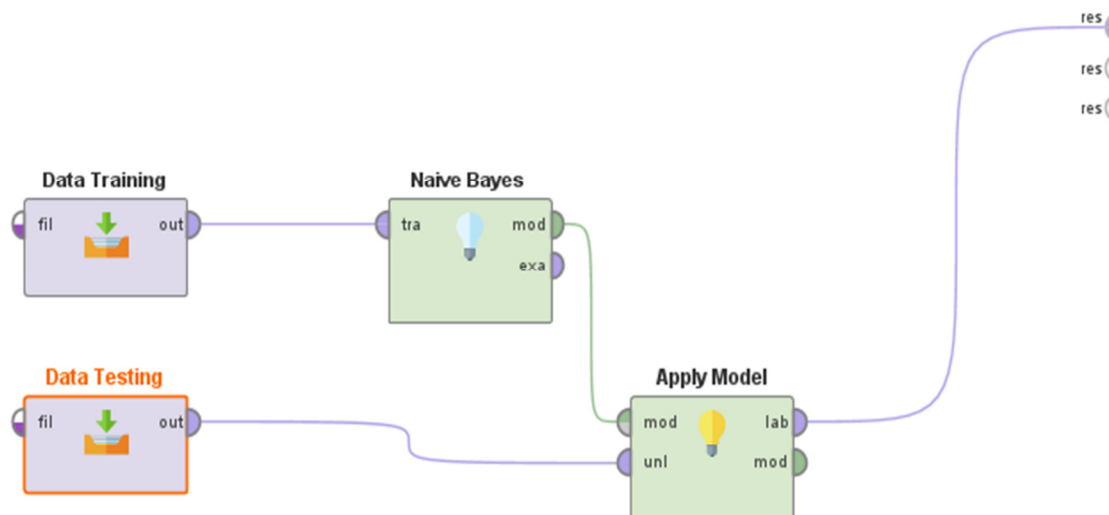 res
res
res
Data Training
fil out
Naive Bayes
tra mod
exa
Data Testing
fil out
Apply Model
mod lab
unl mod